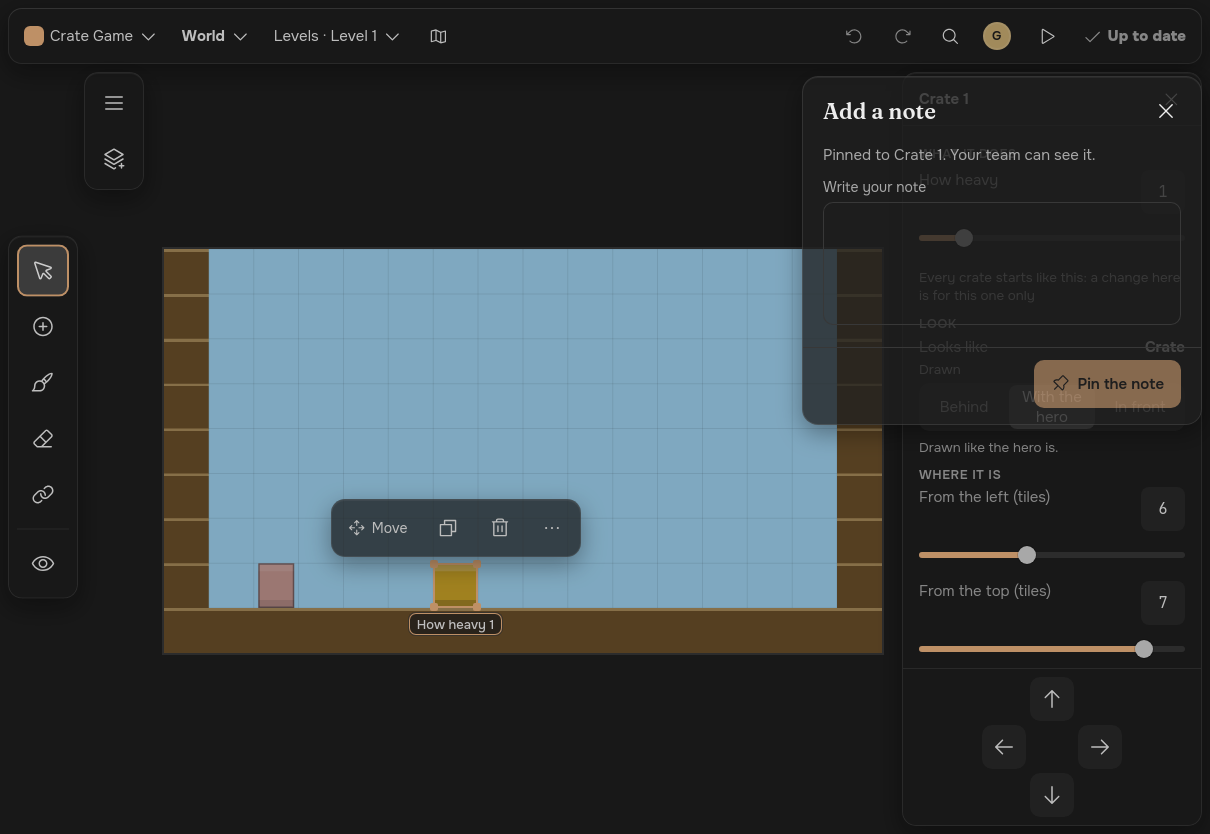 Crate Game
World
Levels · Level 1
G
Up to date
Crate 1
Add a note
Pinned to Crate 1. Your team can see it.
How heavy
1
Write your note
Every crate starts like this: a change here
is for this one only
LOOK
Looks like
Crate
Drawn
Pin the note
Behind
With the
hero
In front
Drawn like the hero is.
WHERE IT IS
From the left (tiles)
6
Move
From the top (tiles)
7
How heavy 1